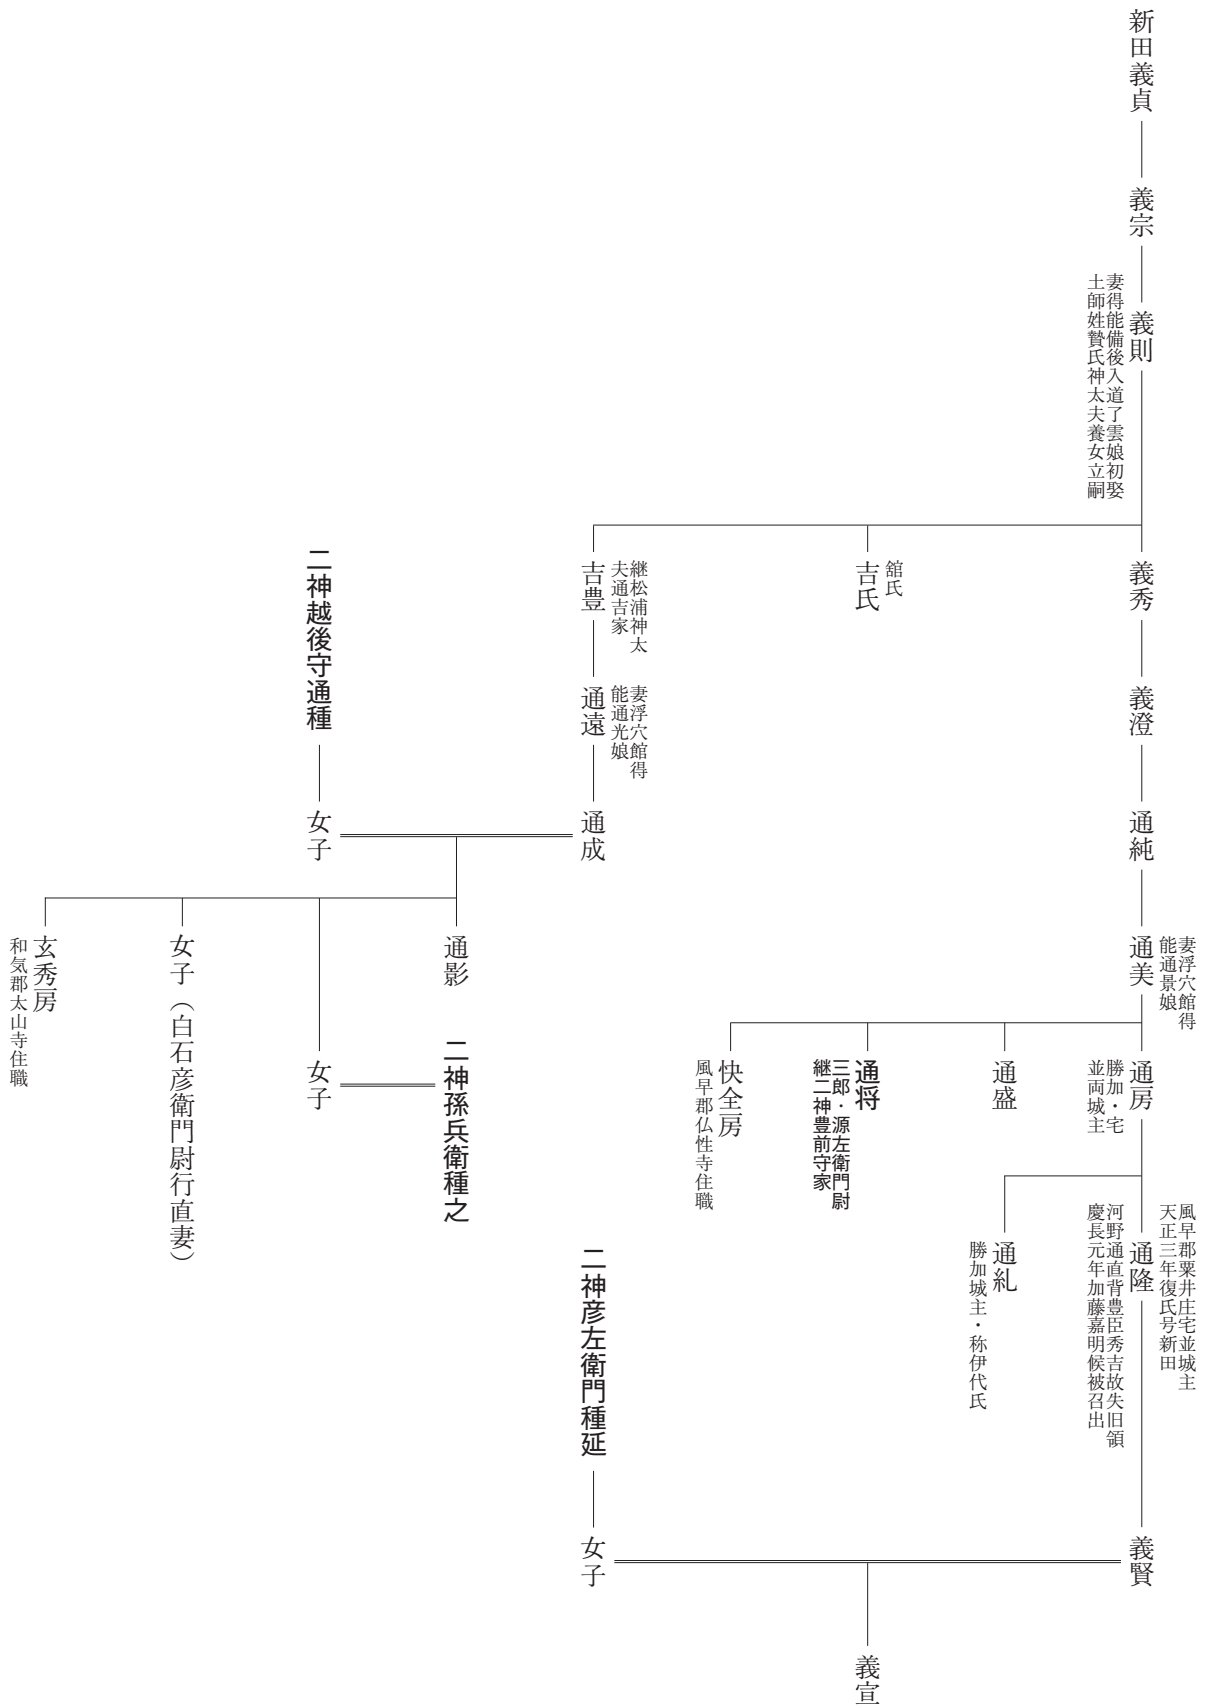 新田義貞
義宗
義則
妻得能備後入道了雲娘初娶
土師姓贄氏神太夫養女立嗣
義秀
義澄
通純
通美
妻浮穴館得
能通景娘
通房
勝加・宅
並両城主
通隆
風早郡粟井庄宅並城主
天正三年復氏号新田
河野通直背豊臣秀吉故失旧領
慶長元年加藤嘉明候被召出
義賢
通糺
勝加城主・称伊代氏
通盛
通将
三郎・源左衛門尉
継二神豊前守家
快全房
風早郡仏性寺住職
吉氏
舘氏
吉豊
継松浦神太
夫通吉家
通遠
妻浮穴館得
能通光娘
通成
二神越後守通種
女子
通影
女子
二神孫兵衛種之
女子（白石彦衛門尉行直妻）
玄秀房
和気郡太山寺住職
二神彦左衛門種延
女子
義宣